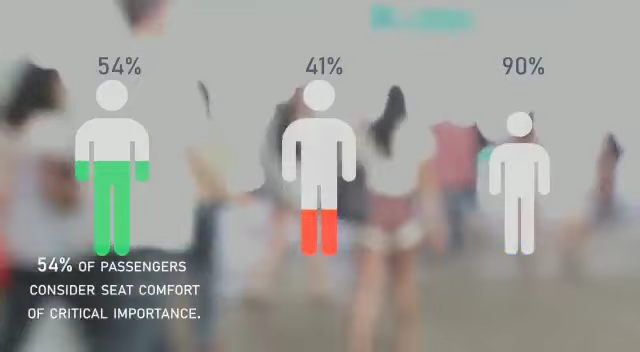 54%
41%
90%
54% OF PASSENGERS
CONSIDER SEAT COMFORT
OF CRITICAL IMPORTANCE.